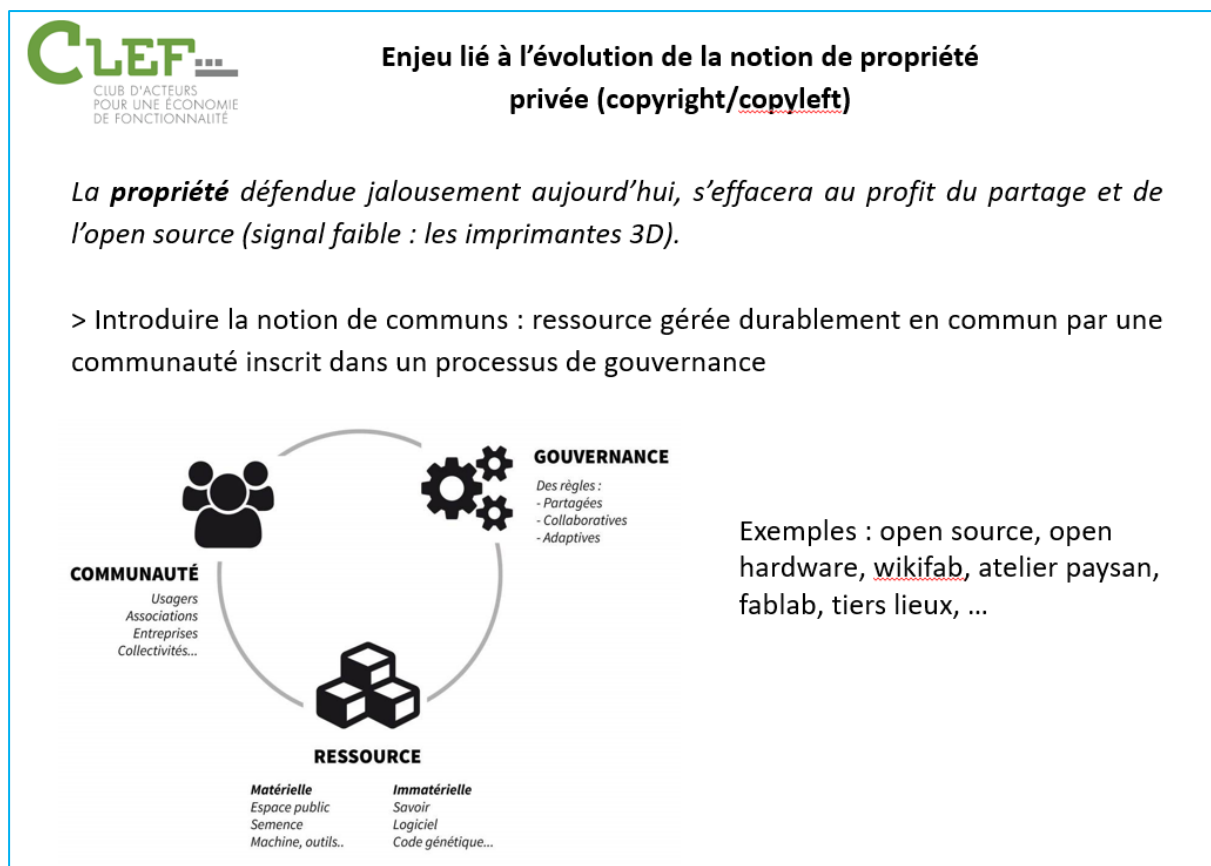 CLEF
CLUB D'ACTEURS
POUR UNE ÉCONOMIE
DE FONCTIONNALITÉ
Enjeu lié à l’évolution de la notion de propriété
privée (copyright/copyleft)
La propriété défendue jalousement aujourd’hui, s’effacera au profit du partage et de
l’open source (signal faible : les imprimantes 3D).
> Introduire la notion de communs : ressource gérée durablement en commun par une
communauté inscrit dans un processus de gouvernance
GOUVERNANCE
Des règles :
- Partagées
- Collaboratives
- Adaptives
COMMUNAUTÉ
Usagers
Associations
Entreprises
Collectivités...
RESSOURCE
Matérielle
Espace public
Semence
Machine, outils..
Immatérielle
Savoir
Logiciel
Code génétique...
Exemples : open source, open
hardware, wikifab, atelier paysan,
fablab, tiers lieux, …